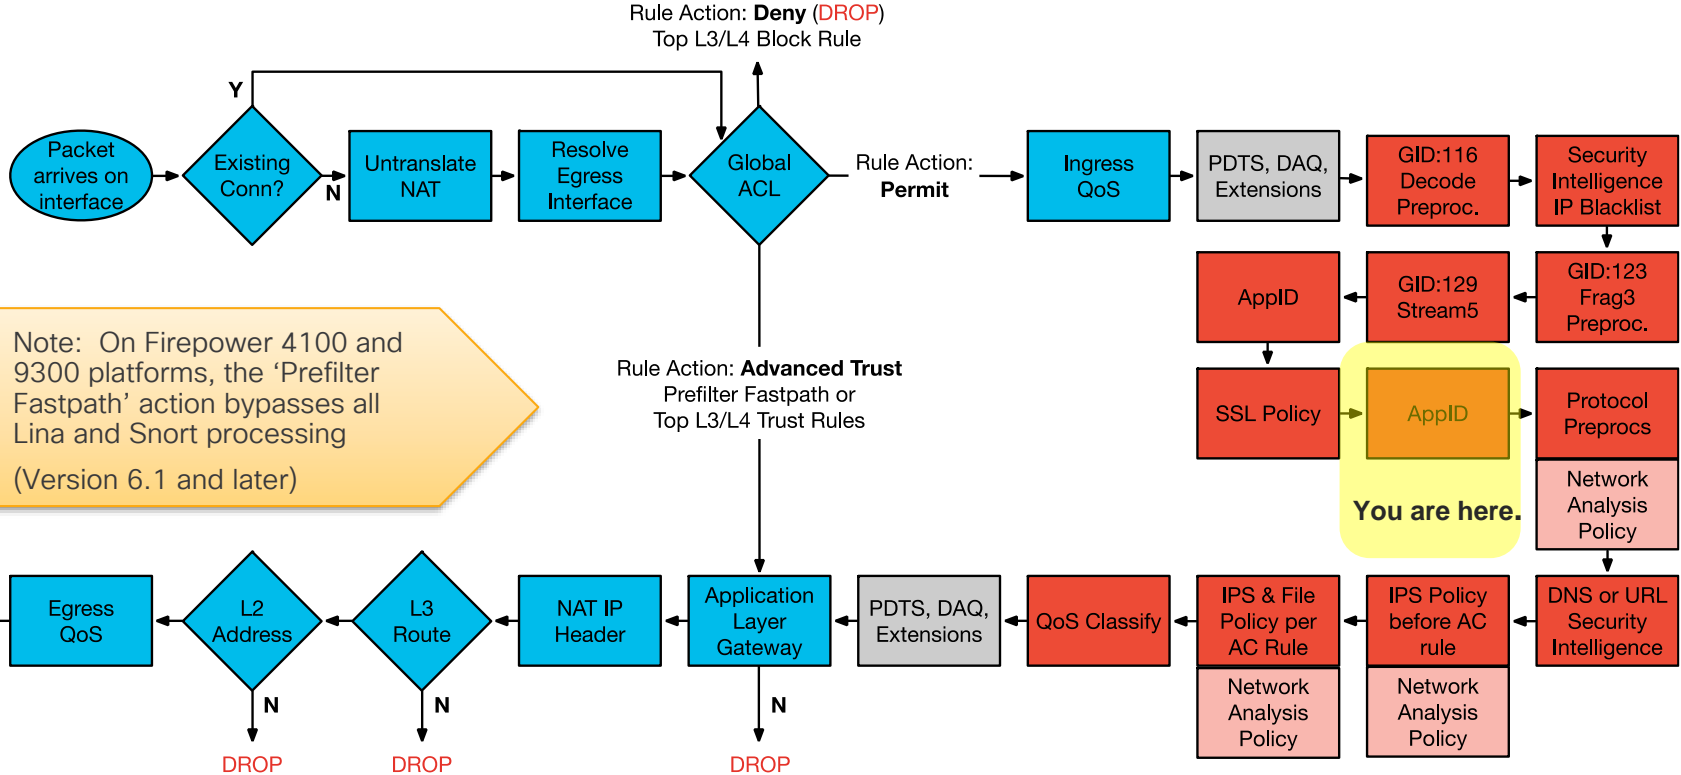 Rule Action: Deny (DROP)
Top L3/L4 Block Rule
Y
Packet
arrives on
interface
Existing
Conn?
N
Untranslate
NAT
Resolve
Egress
Interface
Global
ACL
Rule Action:
Permit
Ingress
QoS
PDTS, DAQ,
Extensions
GID:116
Decode
Preproc.
Security
Intelligence
IP Blacklist
AppID
GID:129
Stream5
GID:123
Frag3
Preproc.
Note: On Firepower 4100 and
9300 platforms, the ‘Prefilter
Fastpath’ action bypasses all
Lina and Snort processing
(Version 6.1 and later)
Rule Action: Advanced Trust
Prefilter Fastpath or
Top L3/L4 Trust Rules
SSL Policy
AppID
Protocol
Preprocs
Network
Analysis
Policy
You are here.
Egress
QoS
L2
Address
L3
Route
NAT IP
Header
Application
Layer
Gateway
PDTS, DAQ,
Extensions
QoS Classify
IPS & File
Policy per
AC Rule
Network
Analysis
Policy
IPS Policy
before AC
rule
Network
Analysis
Policy
DNS or URL
Security
Intelligence
N
N
N
DROP
DROP
DROP